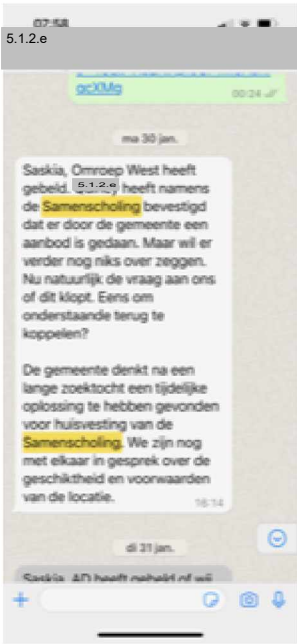 07:58
5.1.2.e
gcXMg
00:24
ma 30 jan.
Saskia, Omroep West heeft
gebeld. 5.1.2.e heeft namens
de Samenscholing bevestigd
dat er door de gemeente een
aanbod is gedaan. Maar wil er
verder nog niks over zeggen.
Nu natuurlijk de vraag aan ons
of dit klopt. Eens om
onderstaande terug te
koppelen?
De gemeente denkt na een
lange zoektocht een tijdelijke
oplossing te hebben gevonden
voor huisvesting van de
Samenscholing. We zijn nog
met elkaar in gesprek over de
geschiktheid en voorwaarden
van de locatie.
16:14
di 31 jan.
Saskia, AD heeft gebeld of wij